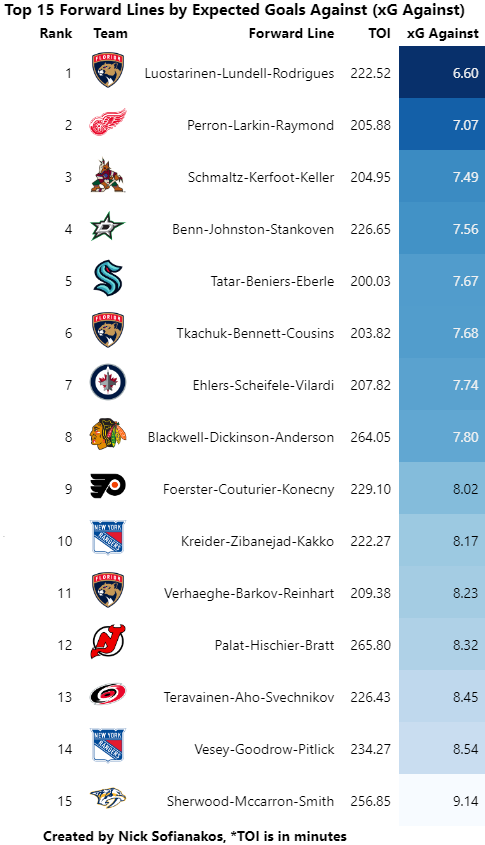 Top 15 Forward Lines by Expected Goals Against (xG Against)
Rank Team Forward Line TOI xG Against
1 FLORIDA Luostarinen-Lundell-Rodrigues 222.52 6.60
2 Perron-Larkin-Raymond 205.88 7.07
3 Schmaltz-Kerfoot-Keller 204.95 7.49
4 Benn-Johnston-Stankoven 226.65 7.56
5 Tatar-Beniers-Eberle 200.03 7.67
6 FLORIDA Tkachuk-Bennett-Cousins 203.82 7.68
7 Ehlers-Scheifele-Vilardi 207.82 7.74
8 Blackwell-Dickinson-Anderson 264.05 7.80
9 Foerster-Couturier-Konecny 229.10 8.02
10 NEW YORK RANGERS Kreider-Zibanejad-Kakko 222.27 8.17
11 FLORIDA Verhaeghe-Barkov-Reinhart 209.38 8.23
12 Palat-Hischier-Bratt 265.80 8.32
13 Teravainen-Aho-Svechnikov 226.43 8.45
14 NEW YORK RANGERS Vesey-Goodrow-Pitlick 234.27 8.54
15 Sherwood-Mccarron-Smith 256.85 9.14
Created by Nick Sofianakos, *TOI is in minutes